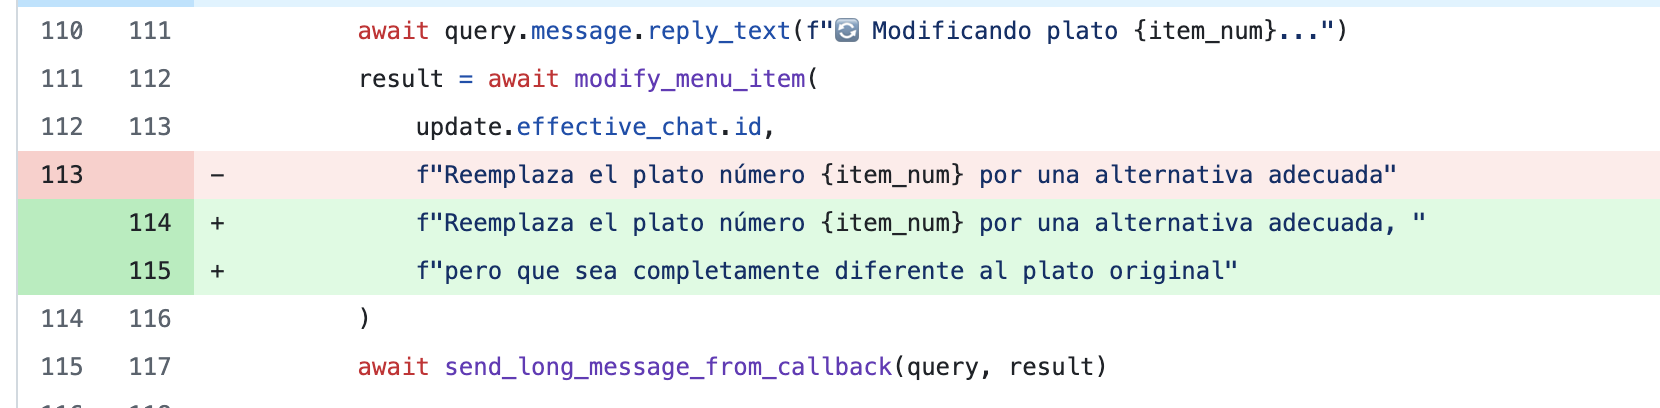 110 111 await query.message.reply_text(f"🔄 Modificando plato {item_num}...")
111 112 result = await modify_menu_item(
112 113 update.effective_chat.id,
113 - f"Reemplaza el plato número {item_num} por una alternativa adecuada"
114 + f"Reemplaza el plato número {item_num} por una alternativa adecuada, "
115 + f"pero que sea completamente diferente al plato original"
114 116 )
115 117 await send_long_message_from_callback(query, result)